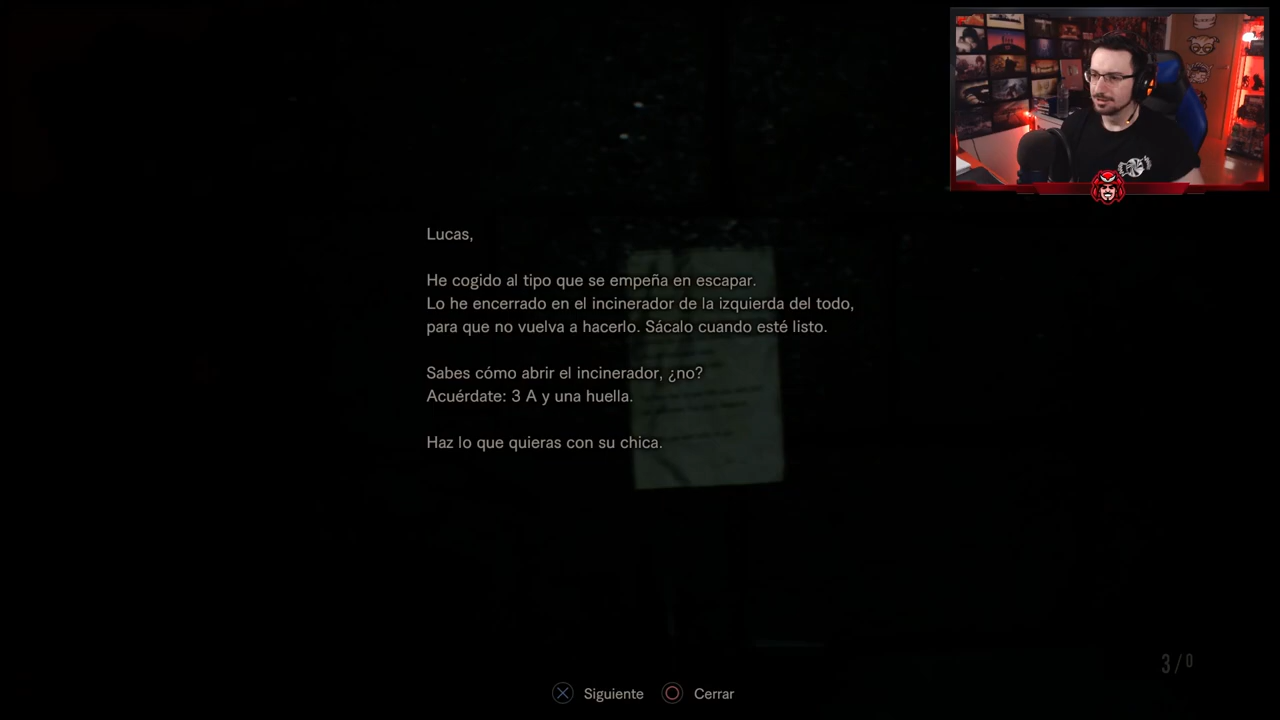 Lucas,
He cogido al tipo que se empeña en escapar.
Lo he encerrado en el incinerador de la izquierda del todo,
para que no vuelva a hacerlo. Sácalo cuando esté listo.
Sabes cómo abrir el incinerador, ¿no?
Acuérdate: 3 A y una huella.
Haz lo que quieras con su chica.
3/0
Siguiente
Cerrar